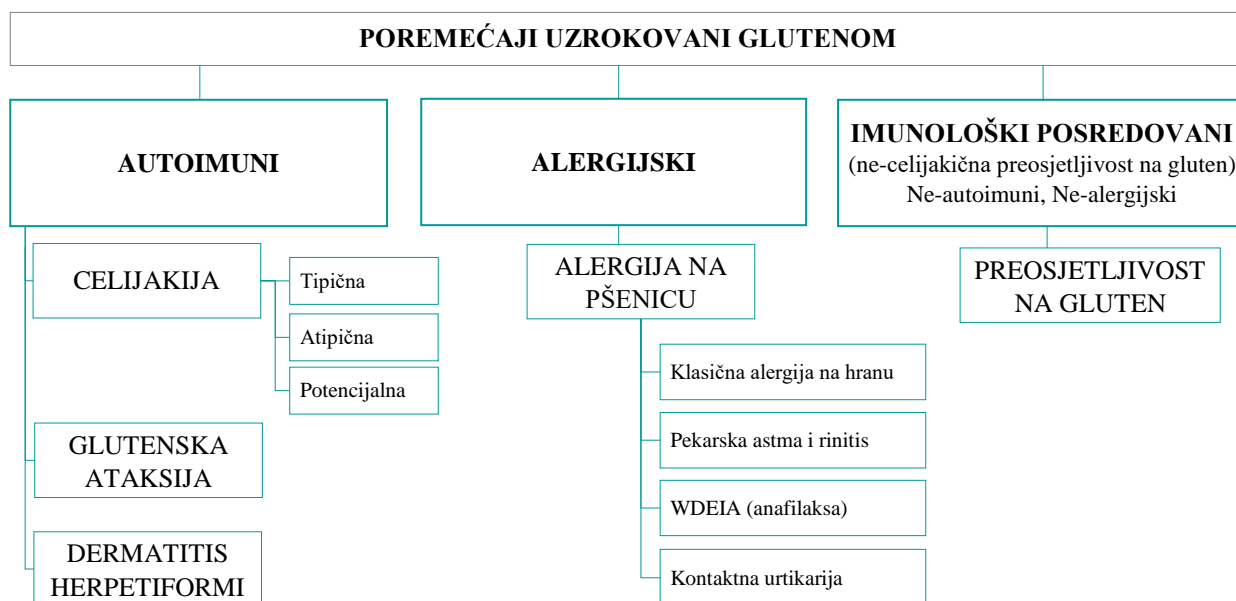 POREMEĆAJI UZROKOVANI GLUTENOM
AUTOIMUNI
CELIJAKIJA
Tipična
Atipična
Potencijalna
GLUTENSKA
ATAKSIJA
DERMATITIS
HERPETIFORMI
ALERGIJSKI
ALERGIJA NA
PŠENICU
Klasična alergija na hranu
Pekarska astma i rinitis
WDEIA (anafilaksa)
Kontaktna urtikarija
IMUNOLOŠKI POSREDOVANI
(ne-celijakična preosjetljivost na gluten)
Ne-autoimuni, Ne-alergijski
PREOSJETLJIVOST
NA GLUTEN